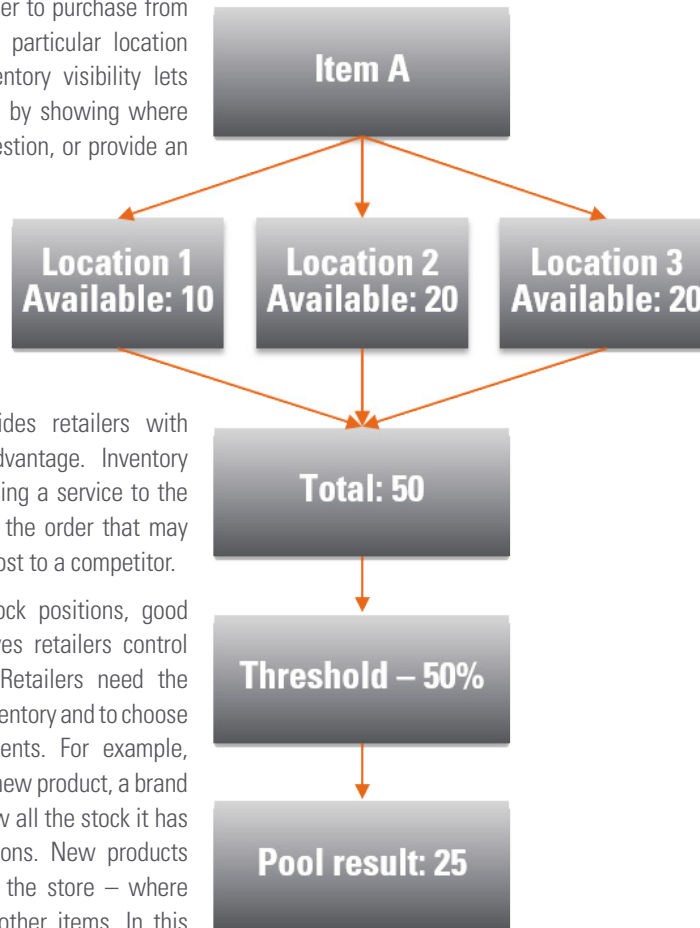 er to purchase from
particular location
entory visibility lets
by showing where
estion, or provide an
Item A
Location 1
Available: 10
Location 2
Available: 20
Location 3
Available: 20
ides retailers with
dvantage. Inventory
ing a service to the
the order that may
ost to a competitor.
Total: 50
ock positions, good
ves retailers control
Retailers need the
entory and to choose
ents. For example,
new product, a brand
w all the stock it has
ons. New products
the store – where
other items. In this
Threshold – 50%
Pool result: 25